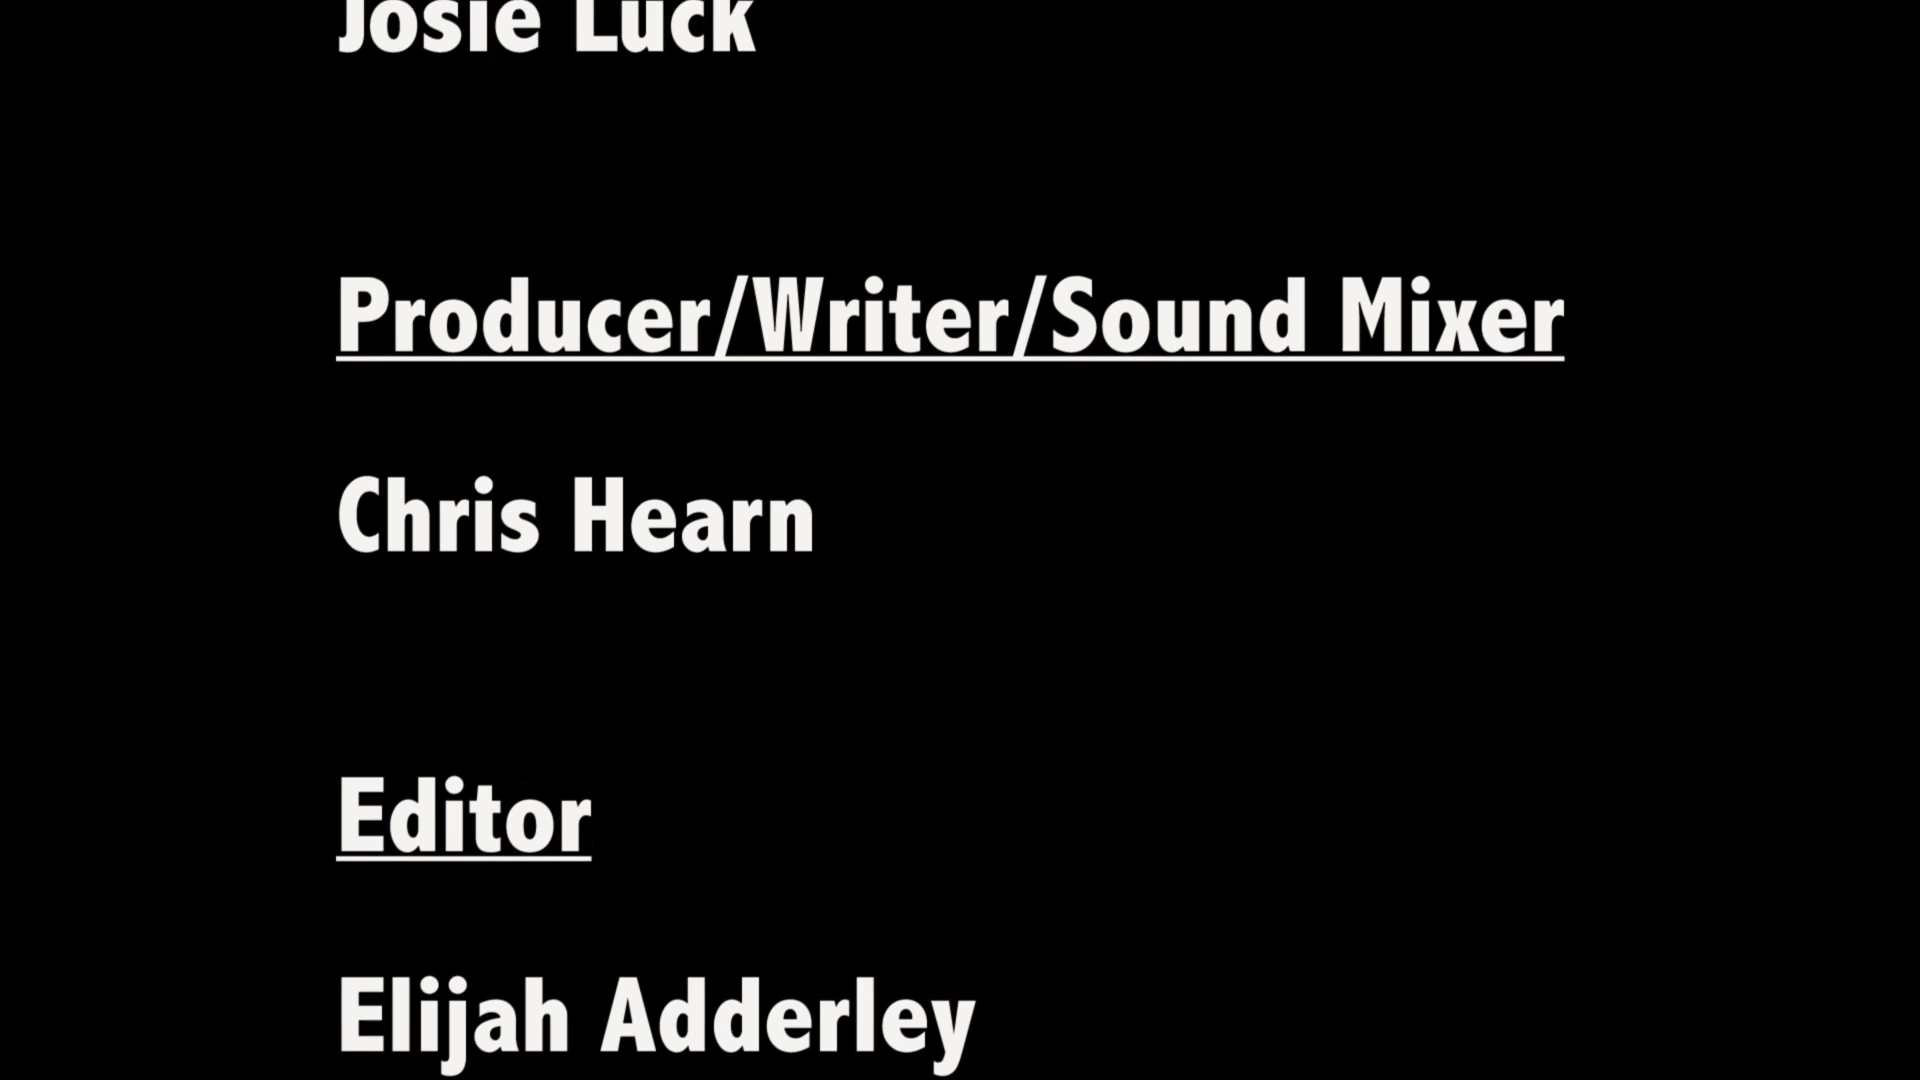 Josie Luck
Producer/Writer/Sound Mixer
Chris Hearn
Editor
Elijah Adderley